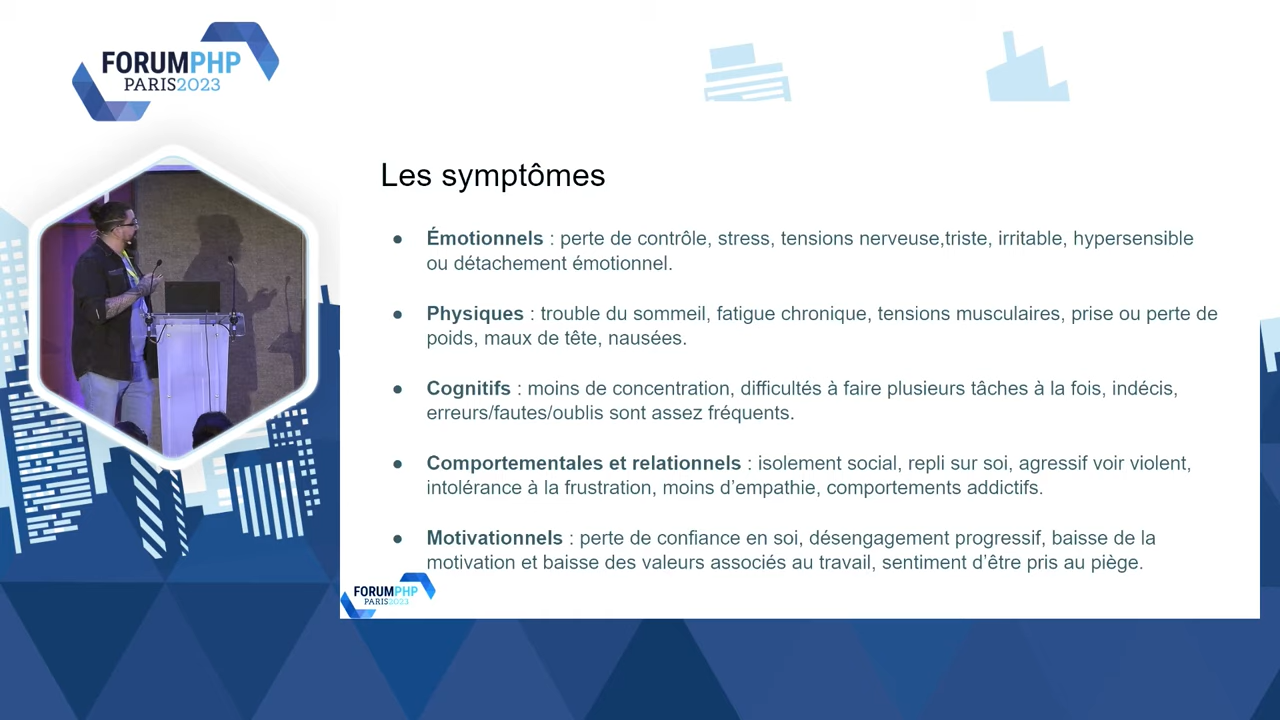 FORUMPHP
PARIS2023
Les symptômes
● Émotionnels : perte de contrôle, stress, tensions nerveuse,triste, irritable, hypersensible
ou détachement émotionnel.
● Physiques : trouble du sommeil, fatigue chronique, tensions musculaires, prise ou perte de
poids, maux de tête, nausées.
● Cognitifs : moins de concentration, difficultés à faire plusieurs tâches à la fois, indécis,
erreurs/fautes/oublis sont assez fréquents.
● Comportementales et relationnels : isolement social, repli sur soi, agressif voir violent,
intolérance à la frustration, moins d’empathie, comportements addictifs.
● Motivationnels : perte de confiance en soi, désengagement progressif, baisse de la
motivation et baisse des valeurs associés au travail, sentiment d’être pris au piège.
FORUMPHP
PARIS2023